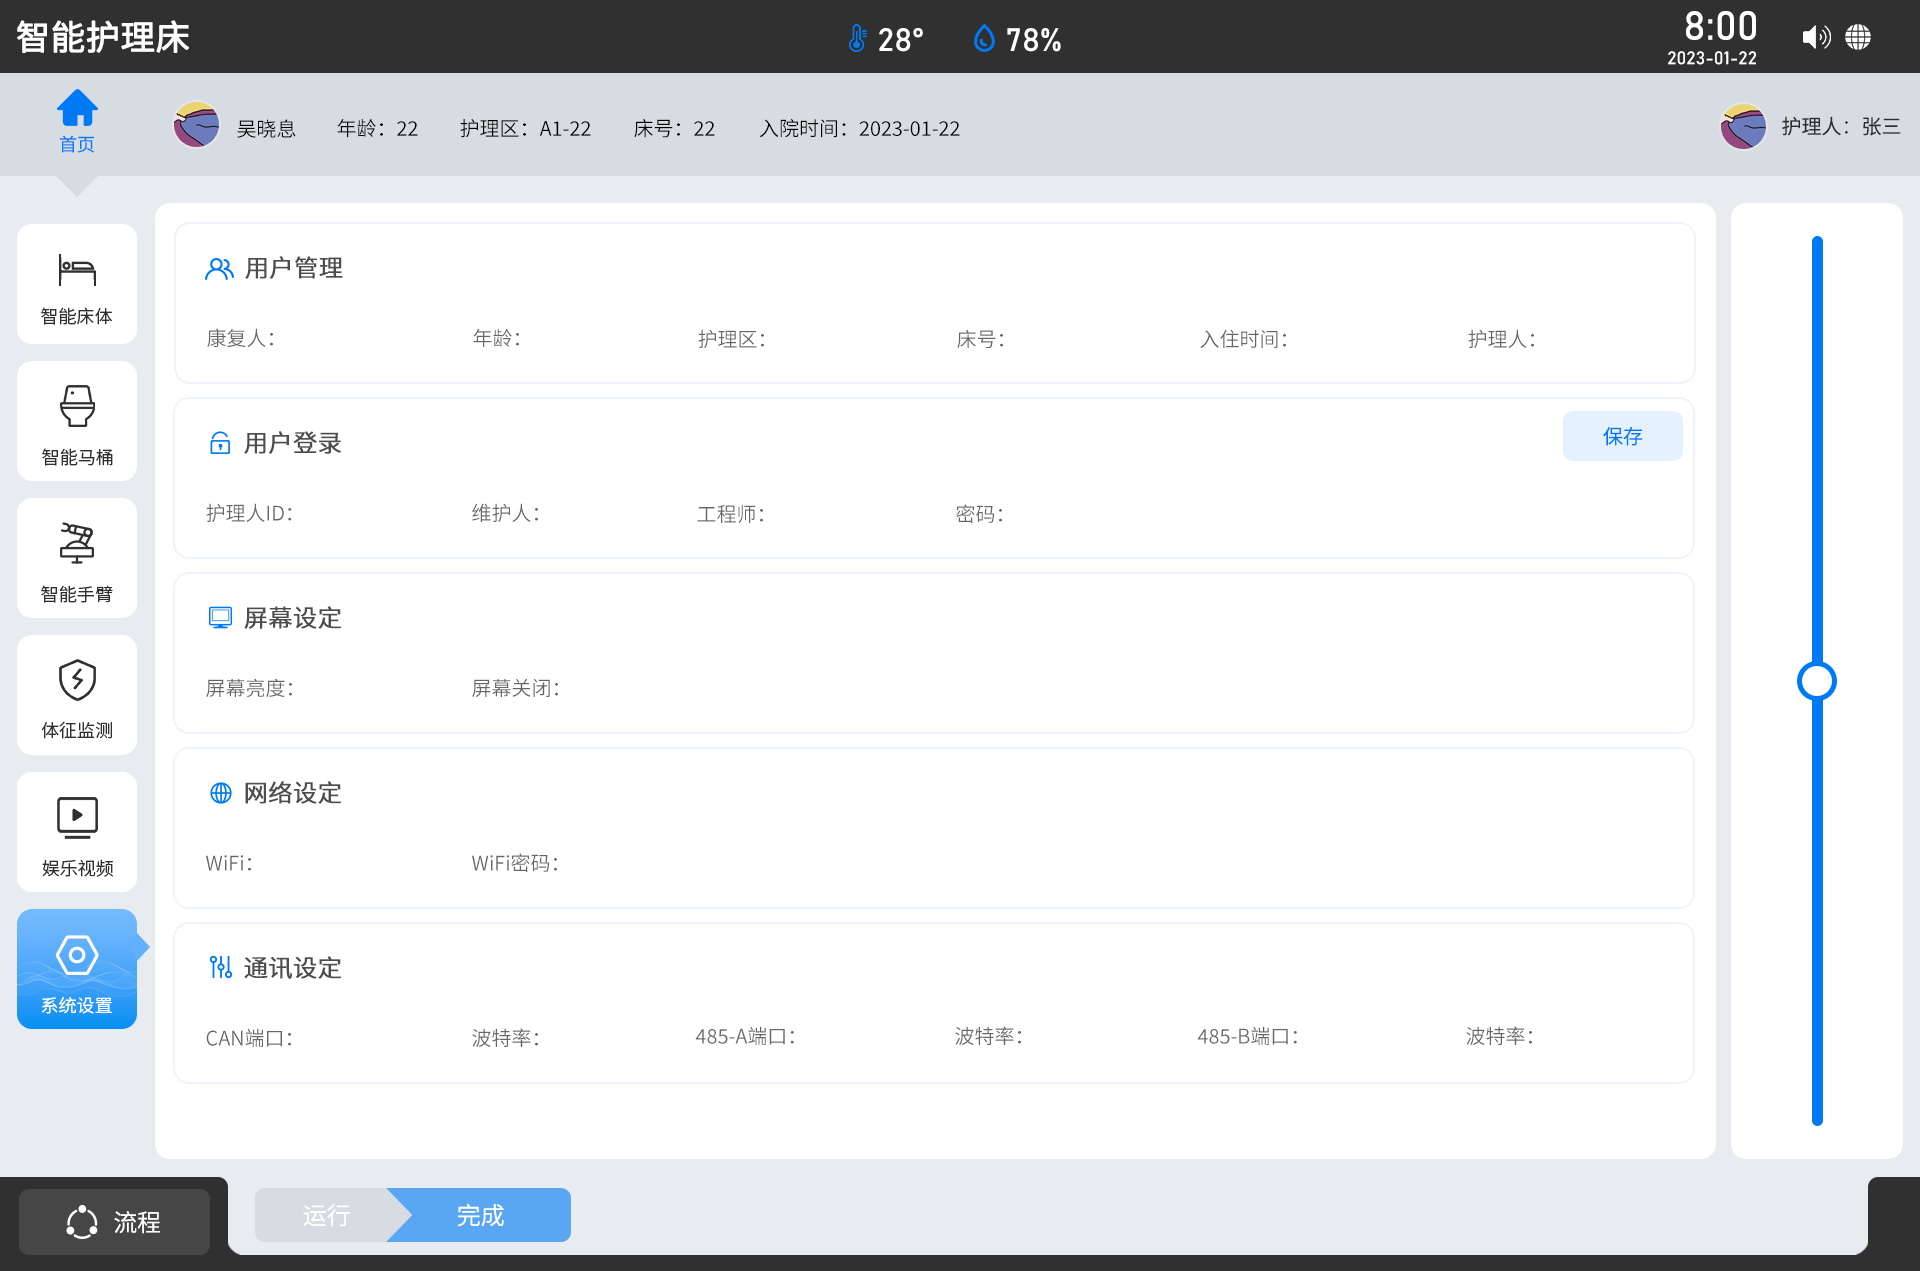 智能护理床
28°
78%
8:00
2023-01-22
首页
吴晓息
年龄：22
护理区：A1-22
床号：22
入院时间：2023-01-22
护理人：张三
智能床体
智能马桶
智能手臂
体征监测
娱乐视频
系统设置
用户管理
康复人：
年龄：
护理区：
床号：
入住时间：
护理人：
用户登录
保存
护理人ID：
维护人：
工程师：
密码：
屏幕设定
屏幕亮度：
屏幕关闭：
网络设定
WiFi：
WiFi密码：
通讯设定
CAN端口：
波特率：
485-A端口：
波特率：
485-B端口：
波特率：
流程
运行
完成